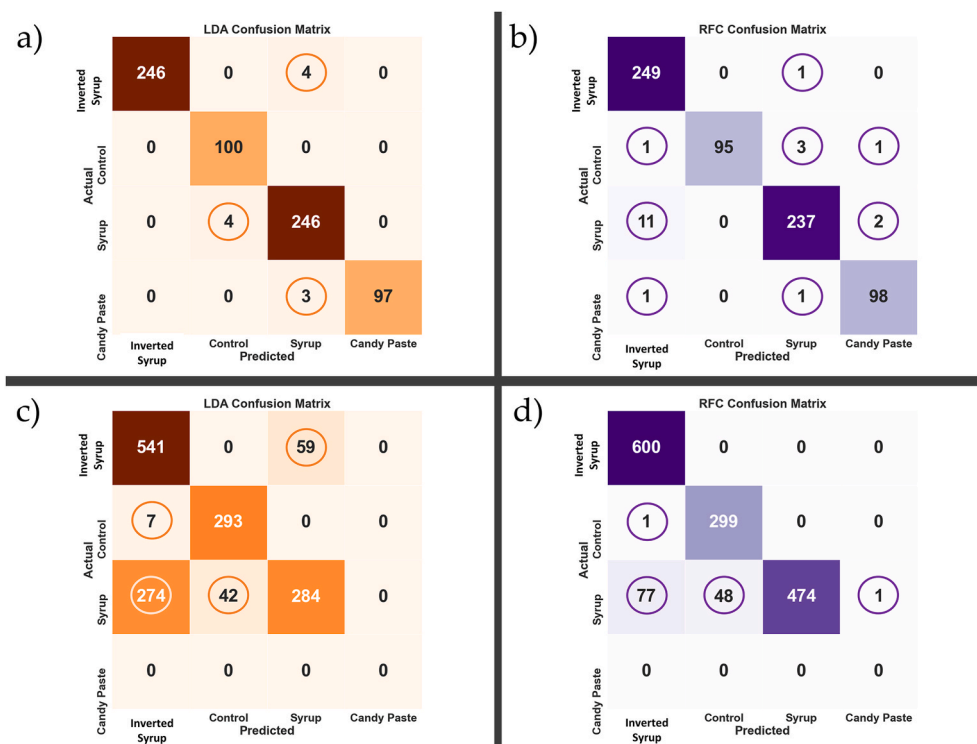 a)
LDA Confusion Matrix
Actual
Inverted Syrup
246 0 4 0
Control
0 100 0 0
Syrup
0 4 246 0
Candy Paste
0 0 3 97
Inverted Syrup Control Syrup Candy Paste
Predicted
b)
RFC Confusion Matrix
Actual
Inverted Syrup
249 0 1 0
Control
1 95 3 1
Syrup
11 0 237 2
Candy Paste
1 0 1 98
Inverted Syrup Control Syrup Candy Paste
Predicted
c)
LDA Confusion Matrix
Actual
Inverted Syrup
541 0 59 0
Control
7 293 0 0
Syrup
274 42 284 0
Candy Paste
0 0 0 0
Inverted Syrup Control Syrup Candy Paste
Predicted
d)
RFC Confusion Matrix
Actual
Inverted Syrup
600 0 0 0
Control
1 299 0 0
Syrup
77 48 474 1
Candy Paste
0 0 0 0
Inverted Syrup Control Syrup Candy Paste
Predicted